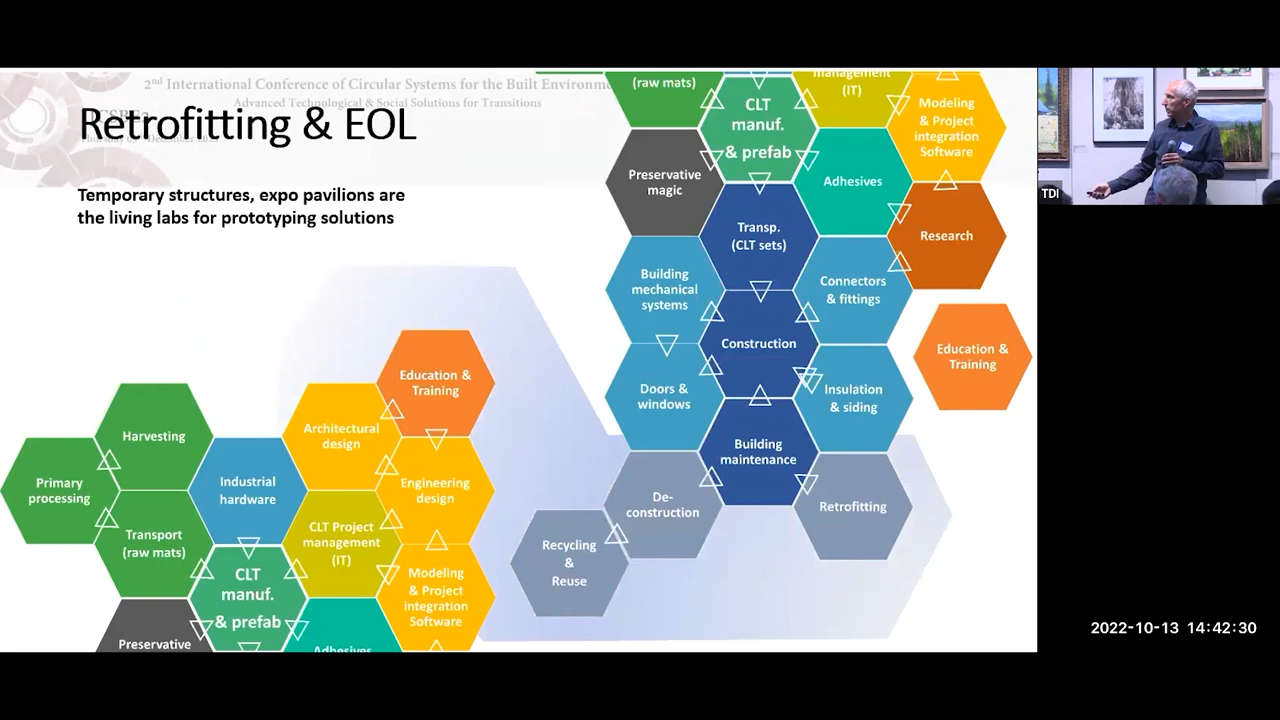 2nd International Conference of Circular Systems for the Built Environme
Advanced Technological & Social Solutions for Transitions
Retrofitting & EOL
Temporary structures, expo pavilions are
the living labs for prototyping solutions
Education &
Training
Harvesting
Architectural
design
Primary
processing
Industrial
hardware
Engineering
design
Transport
(raw mats)
CLT Project
management
(IT)
CLT
manuf.
& prefab
Modeling
& Project
integration
Software
Preservative
Adhesives
(raw mats)
management
(IT)
CLT
manuf.
& prefab
Modeling
& Project
integration
Software
Preservative
magic
Adhesives
Transp.
(CLT sets)
Research
Building
mechanical
systems
Connectors
& fittings
Construction
Education &
Training
Doors &
windows
Insulation
& siding
Building
maintenance
De-
construction
Retrofitting
Recycling
&
Reuse
TDI
2022-10-13 14:42:30